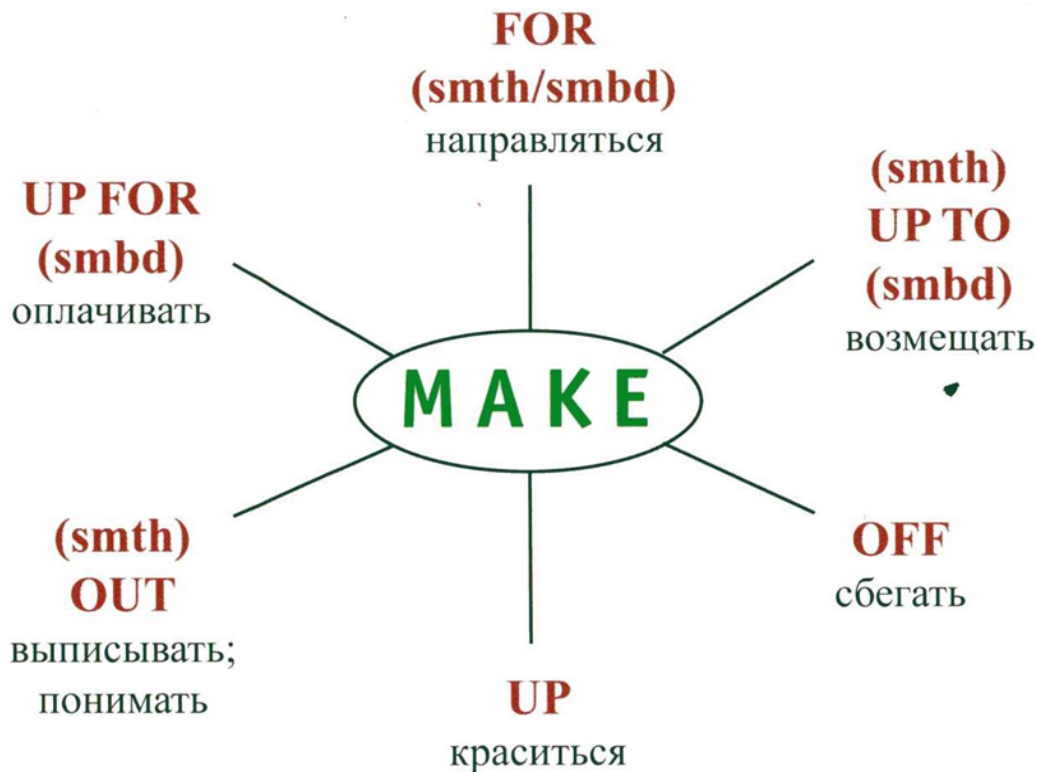 FOR
(smth/smbd)
направляться
UP FOR
(smbd)
оплачивать
(smth)
UP TO
(smbd)
возмещать
MAKE
(smth)
OUT
выписывать;
понимать
OFF
сбегать
UP
краситься